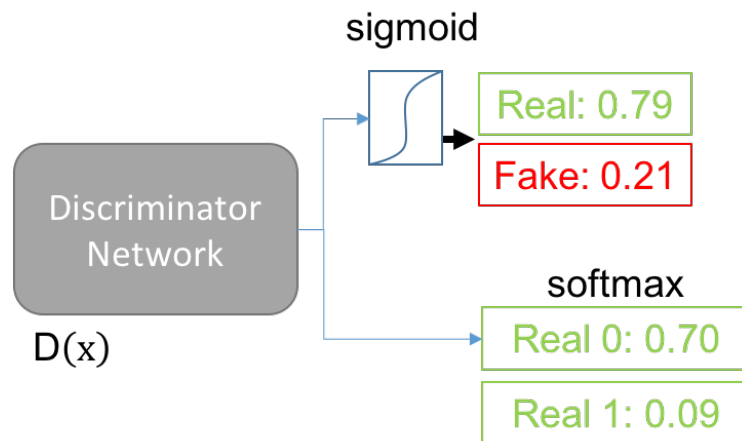 sigmoid
Real: 0.79
Fake: 0.21
Discriminator
Network
D(x)
softmax
Real 0: 0.70
Real 1: 0.09